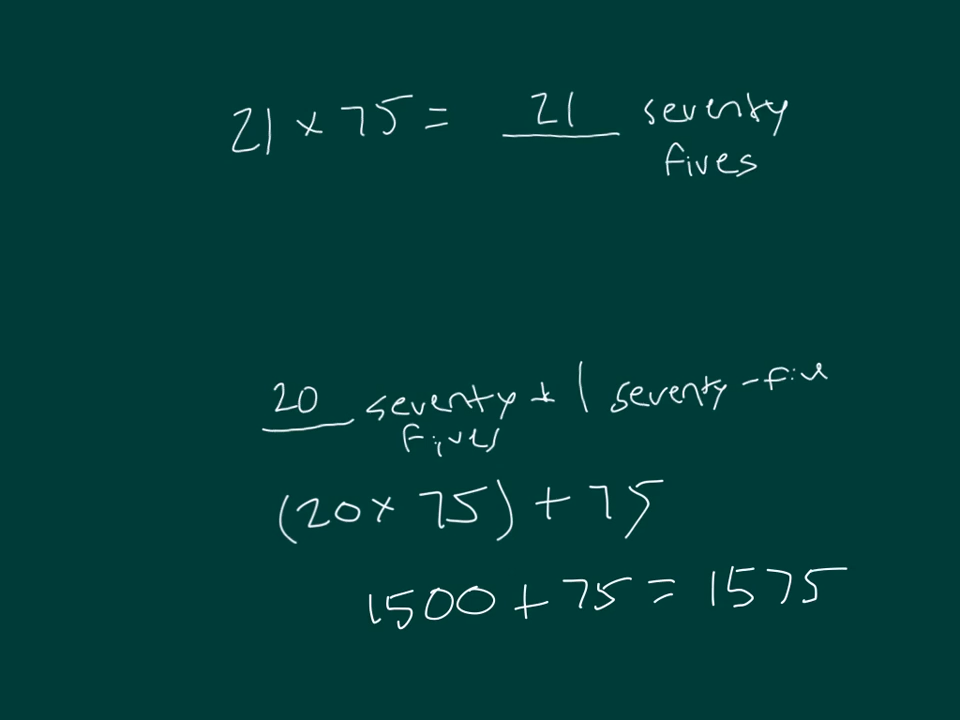 21 × 75 = 21 seventy
fives
20 seventy + 1 seventy-five
fives
(20 × 75) + 75
1500 + 75 = 1575